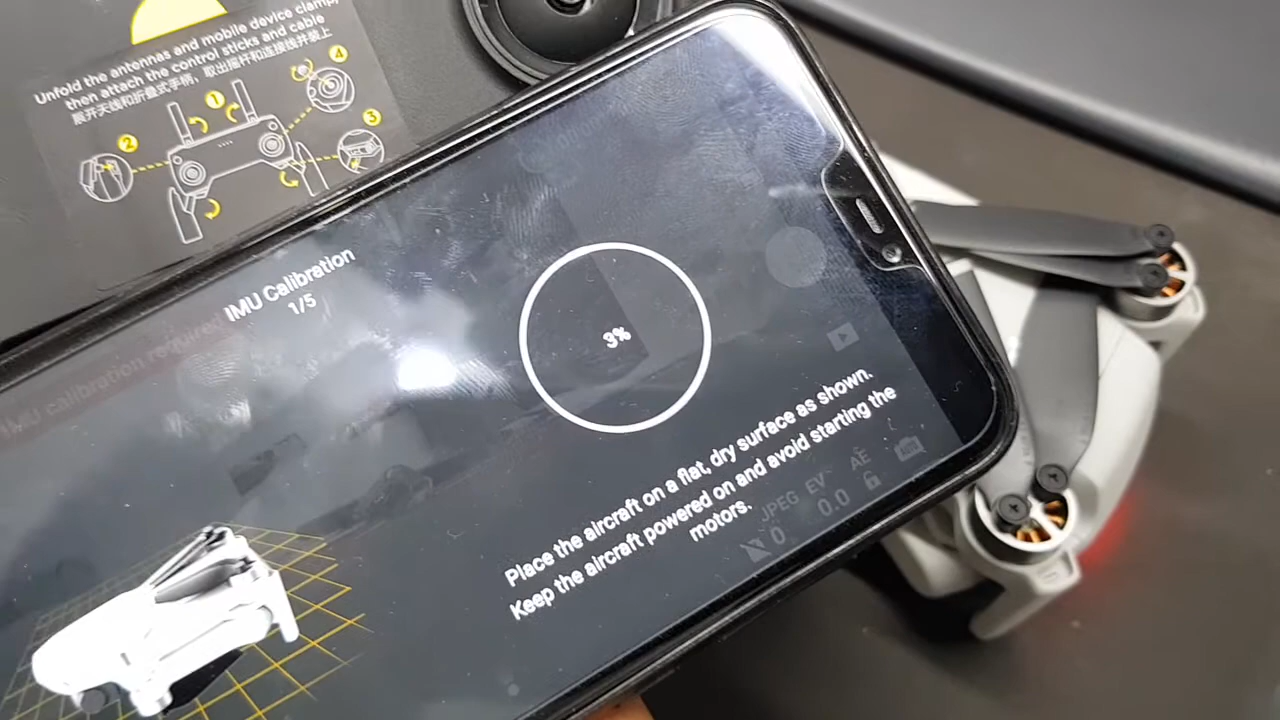 Unfold the antennas and mobile device clamp,
then attach the control sticks and cable
展开天线和折叠式手柄，取出摇杆和连接线并装上
1
2
3
4
IMU Calibration
1/5
IMU calibration required
3%
Place the aircraft on a flat, dry surface as shown.
Keep the aircraft powered on and avoid starting the
motors.
JPEG EV AE
0 0.0